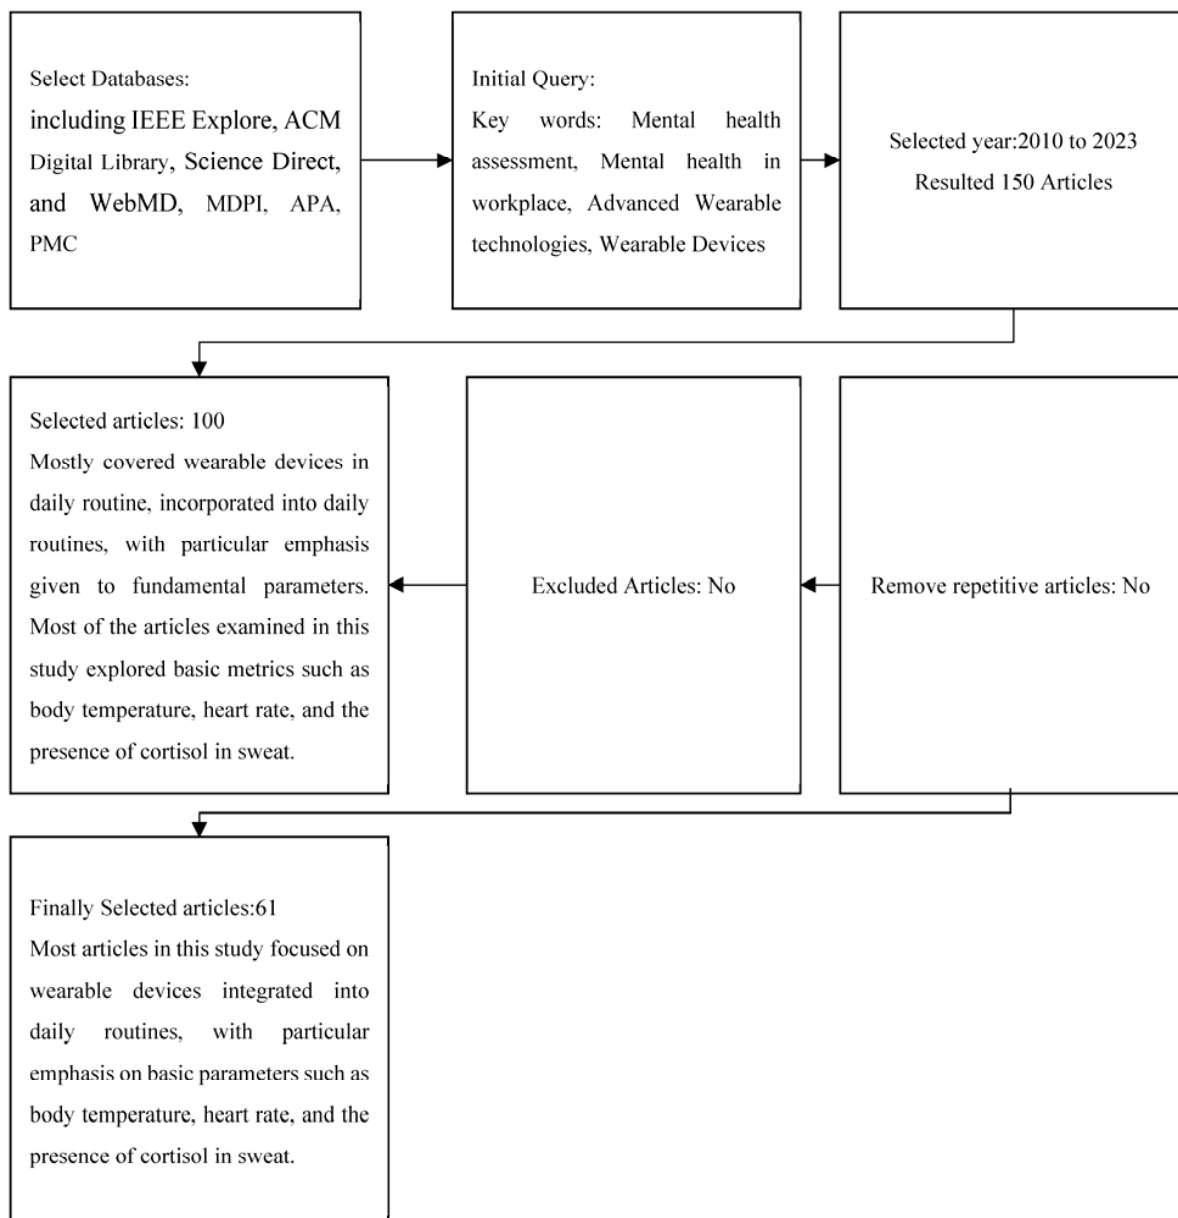 Select Databases:
including IEEE Explore, ACM
Digital Library, Science Direct,
and WebMD, MDPI, APA,
PMC
Initial Query:
Key words: Mental health
assessment, Mental health in
workplace, Advanced Wearable
technologies, Wearable Devices
Selected year:2010 to 2023
Resulted 150 Articles
Selected articles: 100
Mostly covered wearable devices in
daily routine, incorporated into daily
routines, with particular emphasis
given to fundamental parameters.
Most of the articles examined in this
study explored basic metrics such as
body temperature, heart rate, and the
presence of cortisol in sweat.
Excluded Articles: No
Remove repetitive articles: No
Finally Selected articles:61
Most articles in this study focused on
wearable devices integrated into
daily routines, with particular
emphasis on basic parameters such as
body temperature, heart rate, and the
presence of cortisol in sweat.